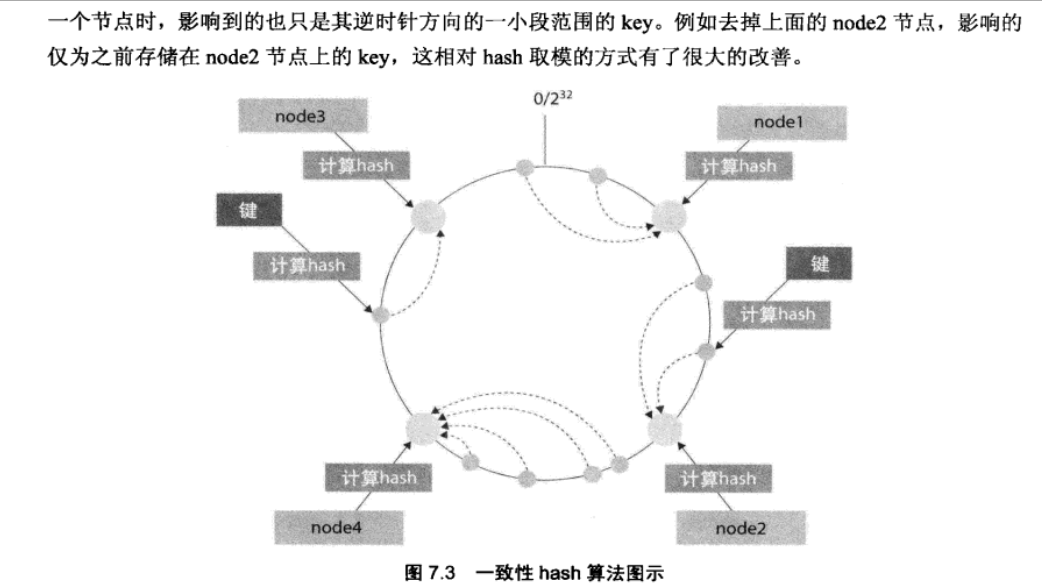 一个节点时，影响到的也只是其逆时针方向的一小段范围的 key。例如去掉上面的 node2 节点，影响的
仅为之前存储在 node2 节点上的 key，这相对 hash 取模的方式有了很大的改善。
0/2³²
node3
node1
计算hash
计算hash
键
计算hash
键
计算hash
计算hash
计算hash
node4
node2
图 7.3 一致性 hash 算法图示